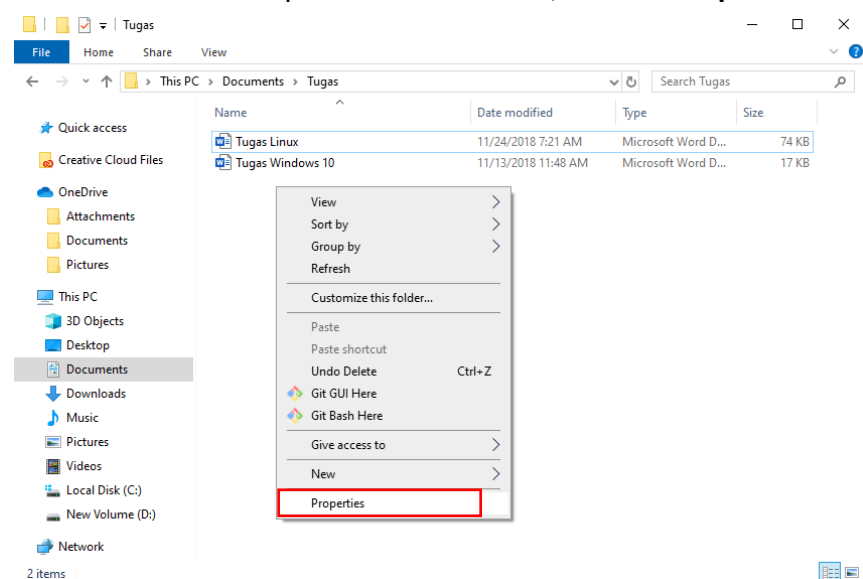 Tugas
File Home Share View
This PC > Documents > Tugas Search Tugas
Name Date modified Type Size
Quick access
Creative Cloud Files
OneDrive
Attachments
Documents
Pictures
This PC
3D Objects
Desktop
Documents
Downloads
Music
Pictures
Videos
Local Disk (C:)
New Volume (D:)
Network
Tugas Linux 11/24/2018 7:21 AM Microsoft Word D... 74 KB
Tugas Windows 10 11/13/2018 11:48 AM Microsoft Word D... 17 KB
View
Sort by
Group by
Refresh
Customize this folder...
Paste
Paste shortcut
Undo Delete Ctrl+Z
Git GUI Here
Git Bash Here
Give access to
New
Properties
2 items